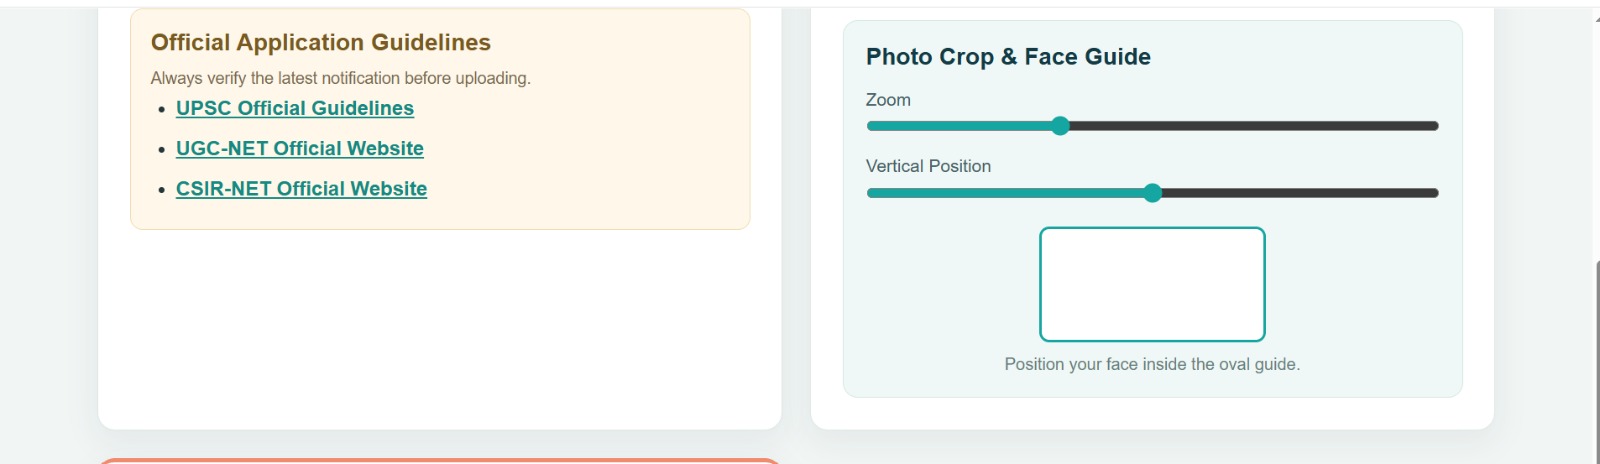 Official Application Guidelines
Always verify the latest notification before uploading.
UPSC Official Guidelines
UGC-NET Official Website
CSIR-NET Official Website
Photo Crop & Face Guide
Zoom
Vertical Position
Position your face inside the oval guide.